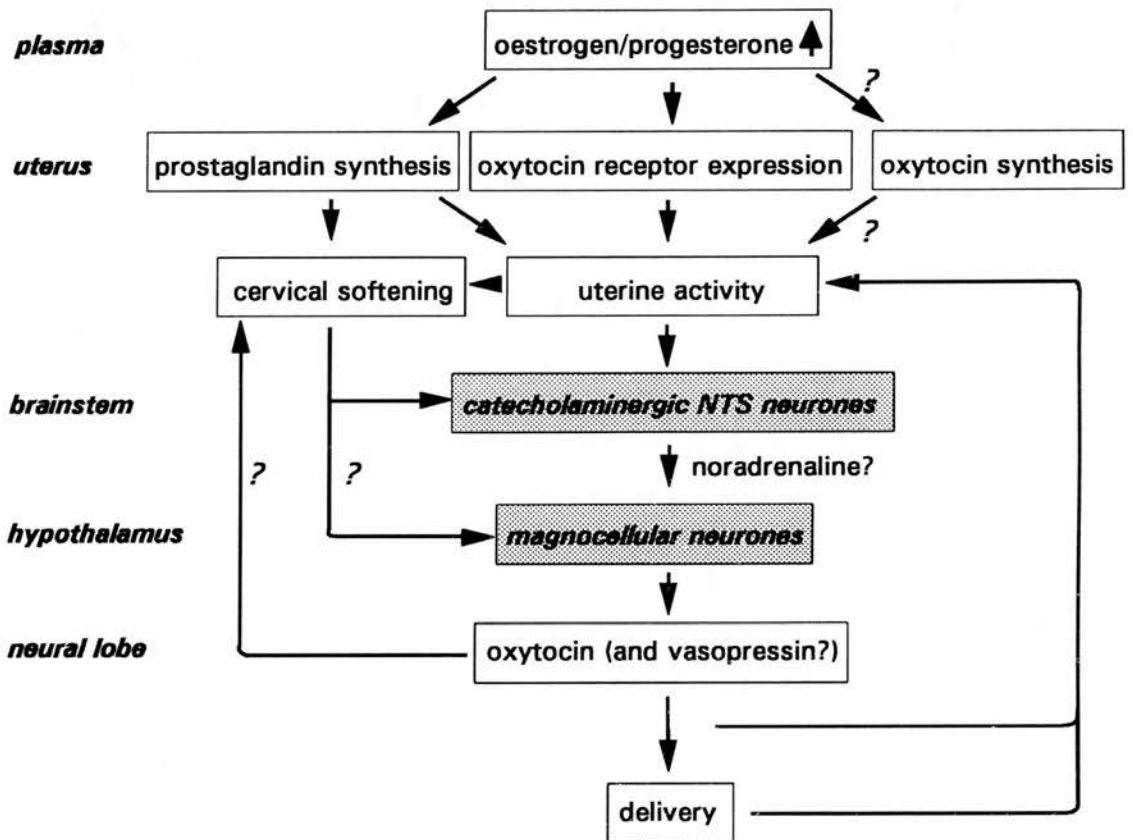 plasma
oestrogen/progesterone
?
uterus
prostaglandin synthesis
oxytocin receptor expression
oxytocin synthesis
?
cervical softening
uterine activity
brainstem
catecholaminergic NTS neurones
?
?
noradrenaline?
hypothalamus
magnocellular neurones
neural lobe
oxytocin (and vasopressin?)
delivery